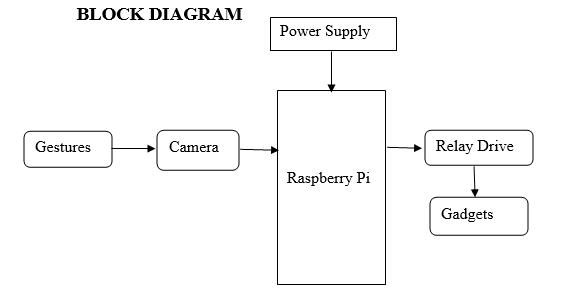 BLOCK DIAGRAM
Power Supply
Gestures
Camera
Raspberry Pi
Relay Drive
Gadgets